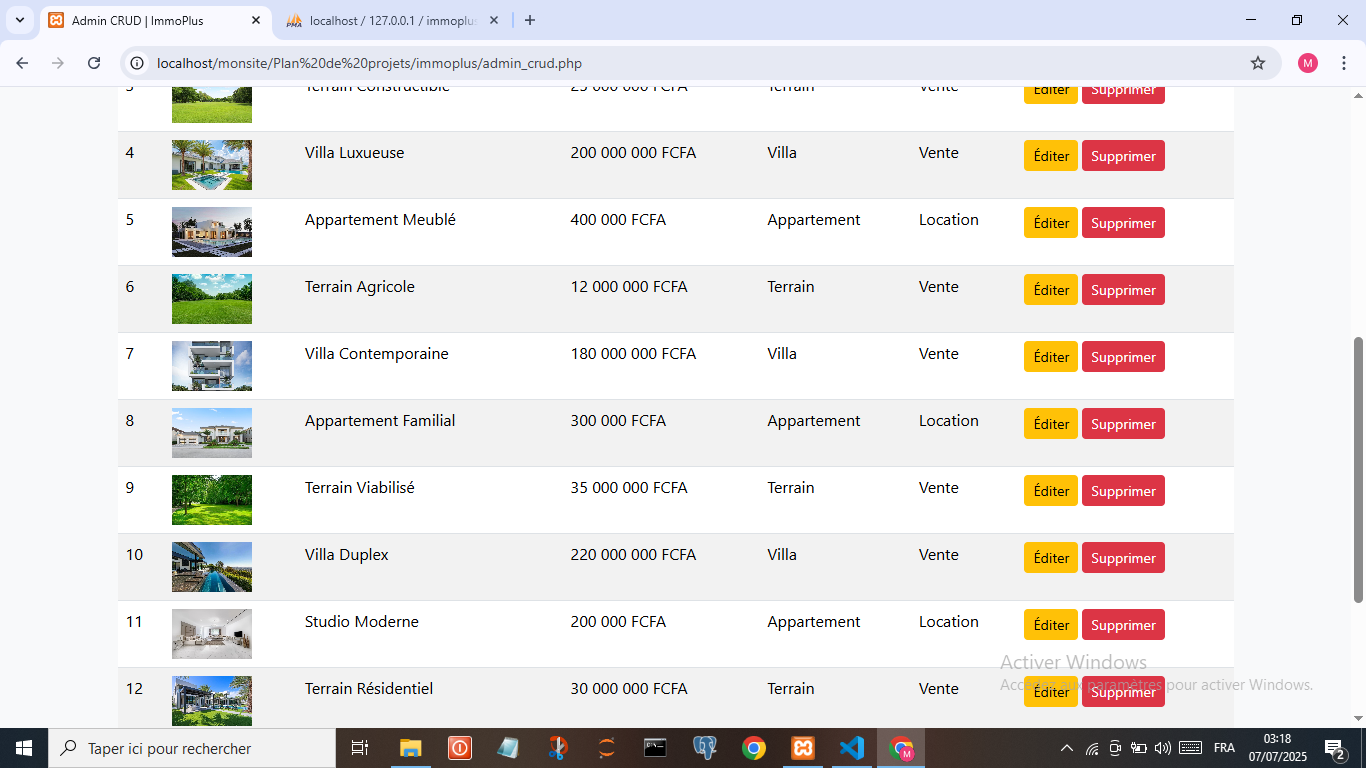 Admin CRUD | ImmoPlus
localhost / 127.0.0.1 / immoplus
localhost/monsite/Plan%20de%20projets/immoplus/admin_crud.php
M
3 Terrain Constructible 25 000 000 FCFA Terrain Vente Éditer Supprimer
4 Villa Luxueuse 200 000 000 FCFA Villa Vente Éditer Supprimer
5 Appartement Meublé 400 000 FCFA Appartement Location Éditer Supprimer
6 Terrain Agricole 12 000 000 FCFA Terrain Vente Éditer Supprimer
7 Villa Contemporaine 180 000 000 FCFA Villa Vente Éditer Supprimer
8 Appartement Familial 300 000 FCFA Appartement Location Éditer Supprimer
9 Terrain Viabilisé 35 000 000 FCFA Terrain Vente Éditer Supprimer
10 Villa Duplex 220 000 000 FCFA Villa Vente Éditer Supprimer
11 Studio Moderne 200 000 FCFA Appartement Location Éditer Supprimer
12 Terrain Résidentiel 30 000 000 FCFA Terrain Vente Éditer Supprimer
Activer Windows
Accédez aux paramètres pour activer Windows.
Taper ici pour rechercher
FRA
03:18
07/07/2025
2